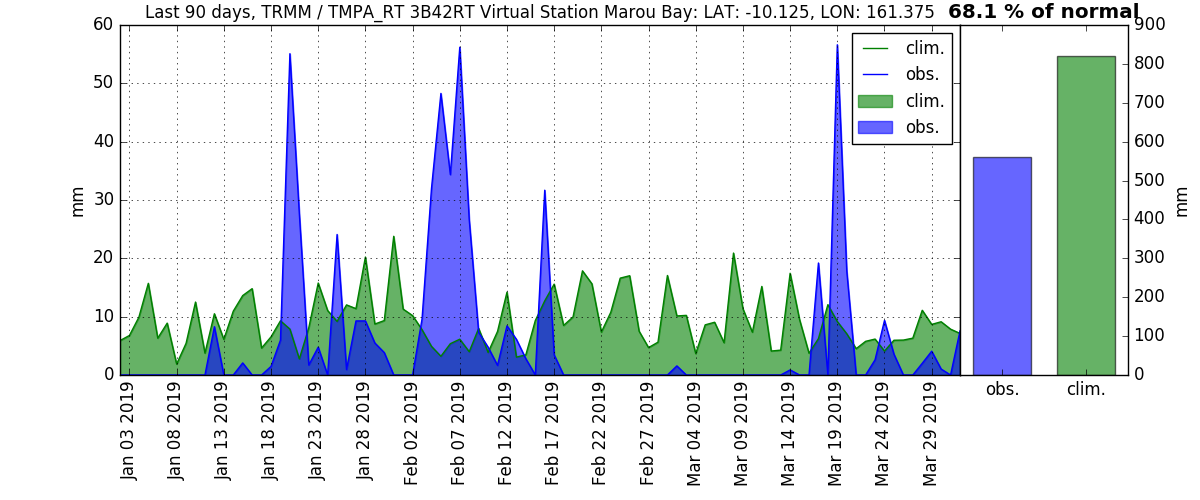 Last 90 days, TRMM / TMPA_RT 3B42RT Virtual Station Marou Bay: LAT: -10.125, LON: 161.375
68.1 % of normal
60
50
40
30
20
10
0
mm
clim.
obs.
clim.
obs.
Jan 03 2019
Jan 08 2019
Jan 13 2019
Jan 18 2019
Jan 23 2019
Jan 28 2019
Feb 02 2019
Feb 07 2019
Feb 12 2019
Feb 17 2019
Feb 22 2019
Feb 27 2019
Mar 04 2019
Mar 09 2019
Mar 14 2019
Mar 19 2019
Mar 24 2019
Mar 29 2019
900
800
700
600
500
400
300
200
100
0
mm
obs.
clim.